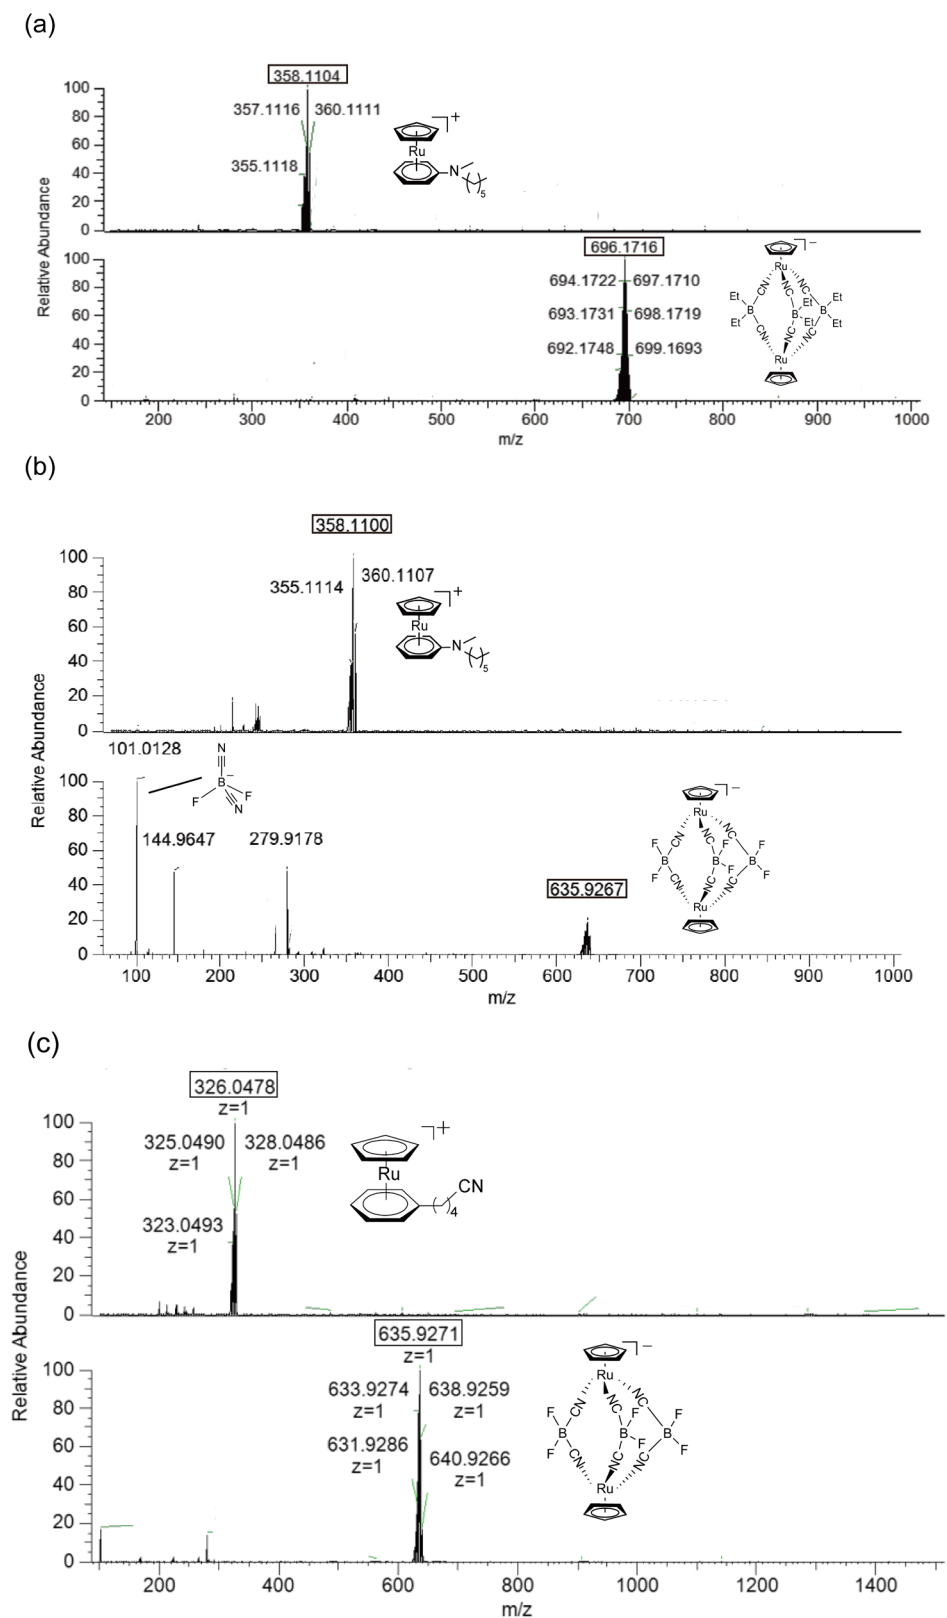 (a)
358.1104
357.1116 360.1111
355.1118
100
80
60
40
20
0
Ru
N
5
+
Relative Abundance
696.1716
694.1722 697.1710
693.1731 698.1719
692.1748 699.1693
100
80
60
40
20
0
Ru
CN NC NC
Et B Et B Et B Et
Et Et
CN NC NC
Ru
−
200 300 400 500 600 700 800 900 1000
m/z
(b)
358.1100
355.1114 360.1107
100
80
60
40
20
0
Ru
N
5
+
Relative Abundance
101.0128
144.9647 279.9178
635.9267
100
80
60
40
20
0
N
B −
F F
N
Ru
CN NC NC
F B F B F B F
F F
CN NC NC
Ru
−
100 200 300 400 500 600 700 800 900 1000
m/z
(c)
326.0478
z=1
325.0490 328.0486
z=1 z=1
323.0493
z=1
100
80
60
40
20
0
Ru
CN
4
+
Relative Abundance
635.9271
z=1
633.9274 638.9259
z=1 z=1
631.9286 640.9266
z=1 z=1
100
80
60
40
20
0
Ru
CN NC NC
F B F B F B F
F F
CN NC NC
Ru
−
200 400 600 800 1000 1200 1400
m/z